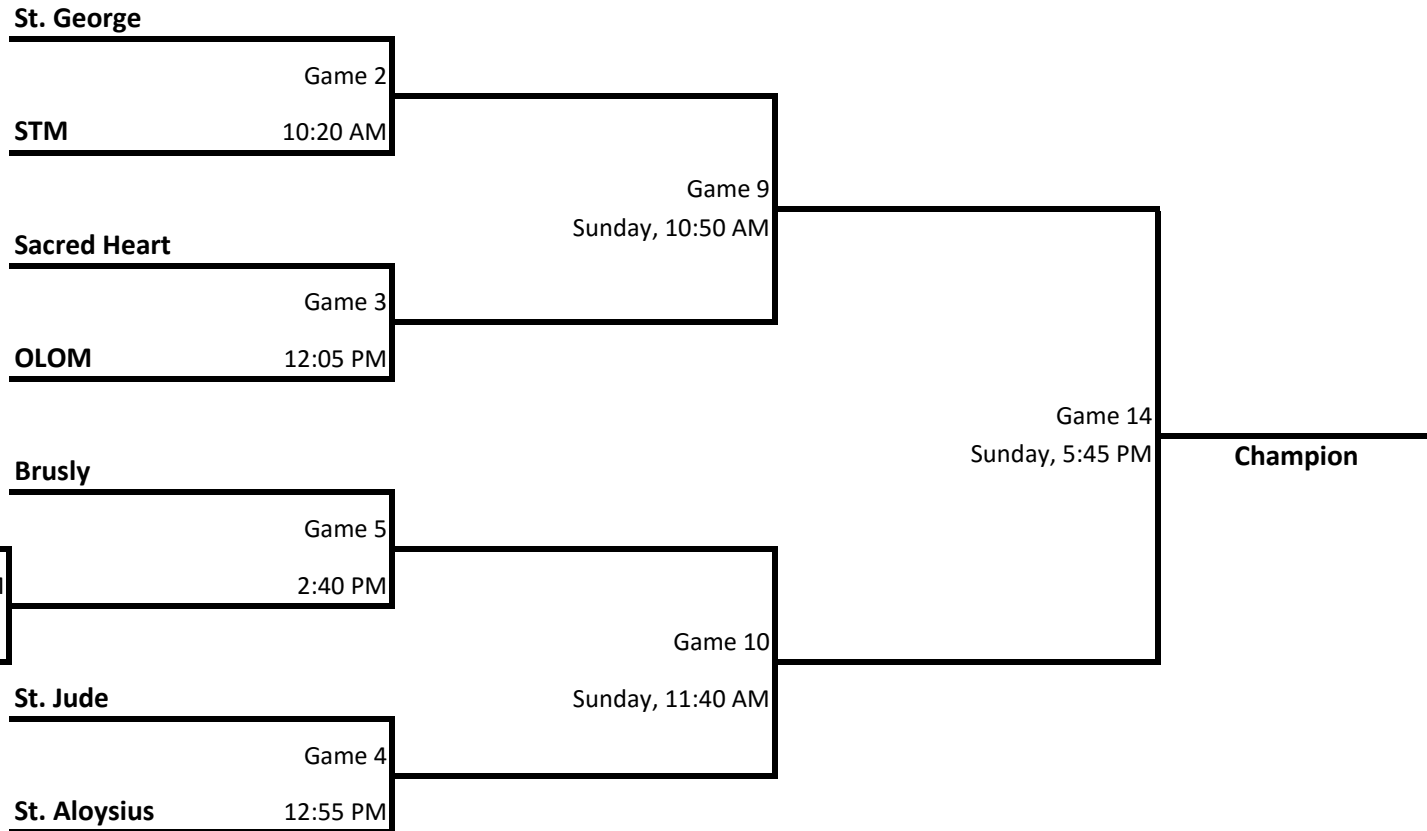 St. George
Game 2
STM 10:20 AM
Game 9
Sunday, 10:50 AM
Sacred Heart
Game 3
OLOM 12:05 PM
Game 14
Sunday, 5:45 PM
Champion
Brusly
Game 5
2:40 PM
Game 10
St. Jude
Sunday, 11:40 AM
Game 4
St. Aloysius 12:55 PM